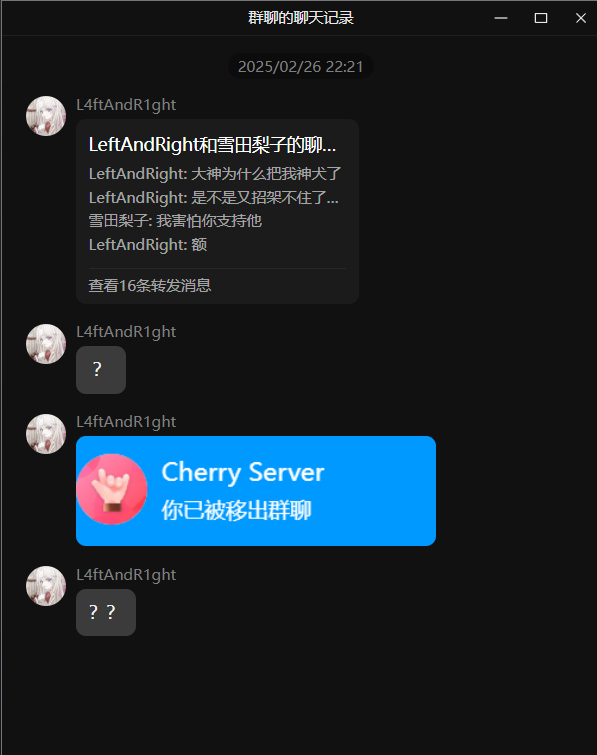 群聊的聊天记录
2025/02/26 22:21
L4ftAndR1ght
LeftAndRight和雪田梨子的聊...
LeftAndRight: 大神为什么把我神犬了
LeftAndRight: 是不是又招架不住了...
雪田梨子: 我害怕你支持他
LeftAndRight: 额
查看16条转发消息
L4ftAndR1ght
？
L4ftAndR1ght
Cherry Server
你已被移出群聊
L4ftAndR1ght
？？